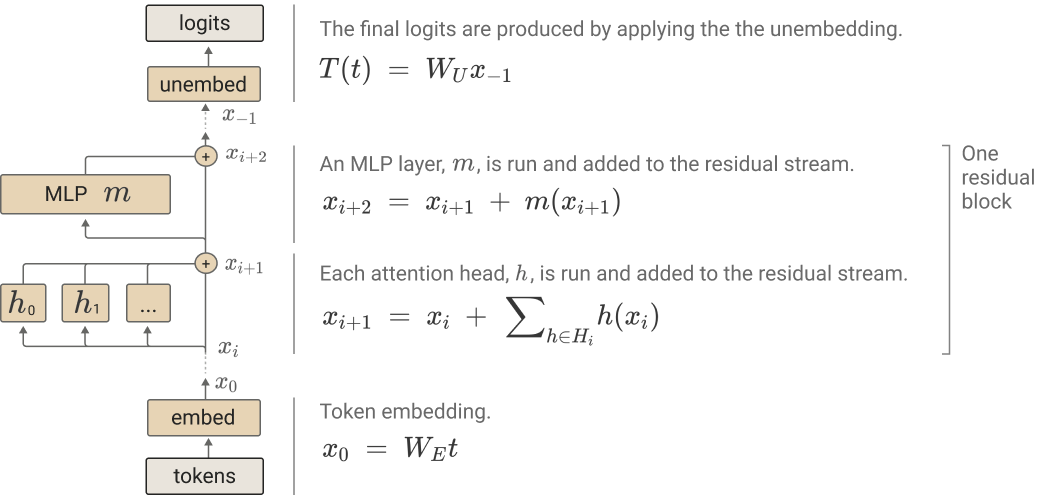 logits
The final logits are produced by applying the the unembedding.
T(t) = W_U x_{-1}
unembed
x_{-1}
x_{i+2}
An MLP layer, m, is run and added to the residual stream.
One
residual
block
MLP m
x_{i+2} = x_{i+1} + m(x_{i+1})
x_{i+1}
Each attention head, h, is run and added to the residual stream.
h_0 h_1 ...
x_{i+1} = x_i + ∑_{h∈H_i} h(x_i)
x_i
x_0
embed
Token embedding.
x_0 = W_E t
tokens